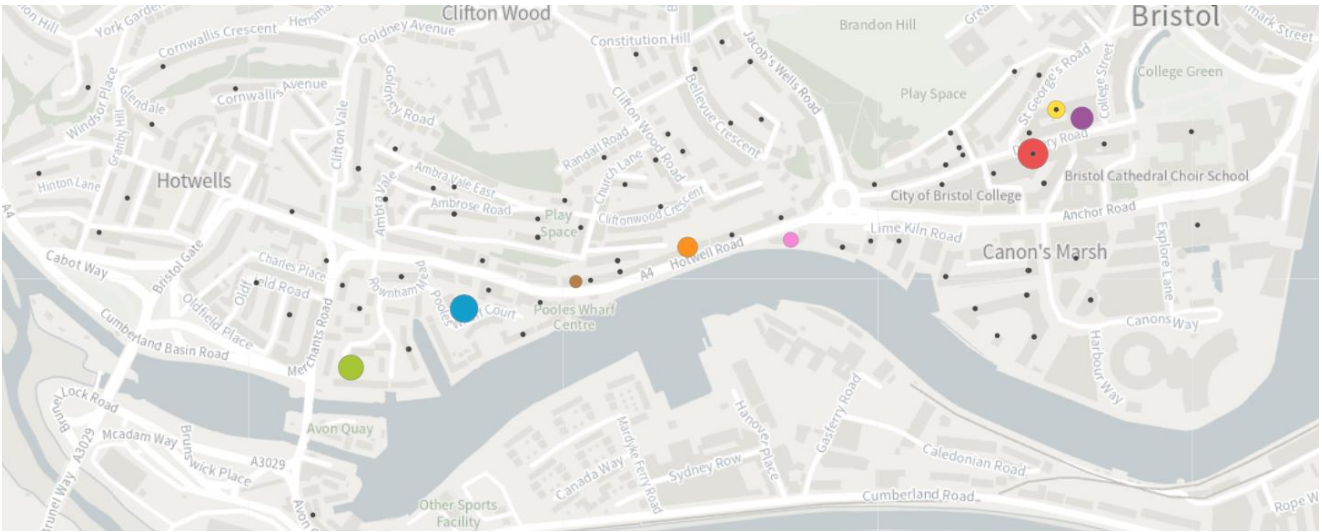 Clifton Wood
Bristol
York Gardens
Cornwallis Crescent
Goldney Avenue
Constitution Hill
Brandon Hill
Jacob's Wells Road
St George's Road
College Street
College Green
Glendale
Cornwallis Avenue
Goldney Road
Bellevue Crescent
Play Space
Windsor Place
Granby Hill
Clifton Vale
Clifton Wood Road
Randall Road
Hinton Lane
Hotwells
Ambra Vale
Ambra Vale East
Church Lane
Bristol Cathedral Choir School
City of Bristol College
Ambrose Road
Cliftonwood Crescent
Play
Space
Anchor Road
A4
Lime Kiln Road
Canon's Marsh
Explore Lane
Bristol Gate
Cabot Way
Charles Place
Oldfield Road
Hotwell Road
A4
Oldfield Place
Pownham Mead
Pooles Wharf Court
Pooles Wharf
Centre
Cumberland Basin Road
Merchants Road
Canons Way
Harbour Way
Lock Road
Avon Quay
Hanover Place
Gasferry Road
Mcadam Way
A3029
Brunswick Place
A3029
Canada Way
Mardyke Ferry Road
Sydney Row
Caledonian Road
Cumberland Road
Other Sports
Facility